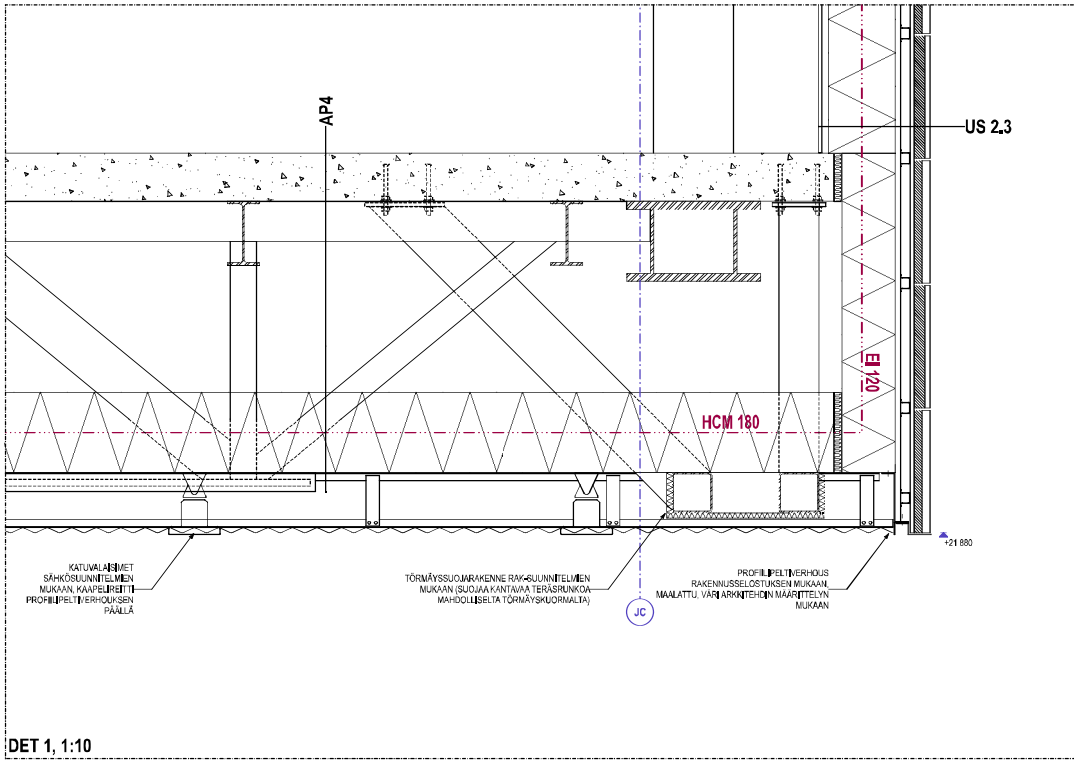 AP4
US 2.3
EI 120
HCM 180
+21 880
KATUVALAISIMET
SÄHKÖSUUNNITELMIEN
MUKAAN, KAAPELIREITTI
PROFIILIPELTIVERHOUKSEN
PÄÄLLÄ
TÖRMÄYSSUOJARAKENNE RAK-SUUNNITELMIEN
MUKAAN (SUOJAA KANTAVAA TERÄSRUNKOA
MAHDOLLISELTA TÖRMÄYSKUORMALTA)
PROFIILIPELTIVERHOUS
RAKENNUSSELOSTUKSEN MUKAAN,
MAALATTU, VÄRI ARKKITEHDIN MÄÄRITTELYN
MUKAAN
JC
DET 1, 1:10